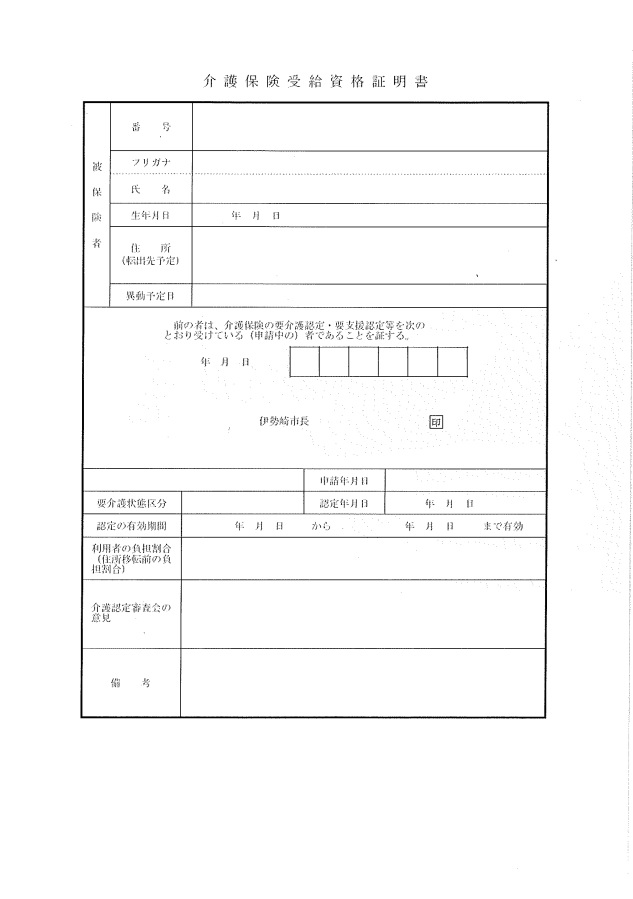 介護保険受給資格証明書
被保険者
番　号
フリガナ
氏　名
生年月日　年　月　日
住　所
(転出先予定)
異動予定日
前の者は、介護保険の要介護認定・要支援認定等を次の
とおり受けている（申請中の）者であることを証する。
年　月　日
伊勢崎市長　印
申請年月日
要介護状態区分　認定年月日　年　月　日
認定の有効期間　年　月　日　から　年　月　日　まで有効
利用者の負担割合
（住所移転前の負
担割合）
介護認定審査会の
意見
備　考